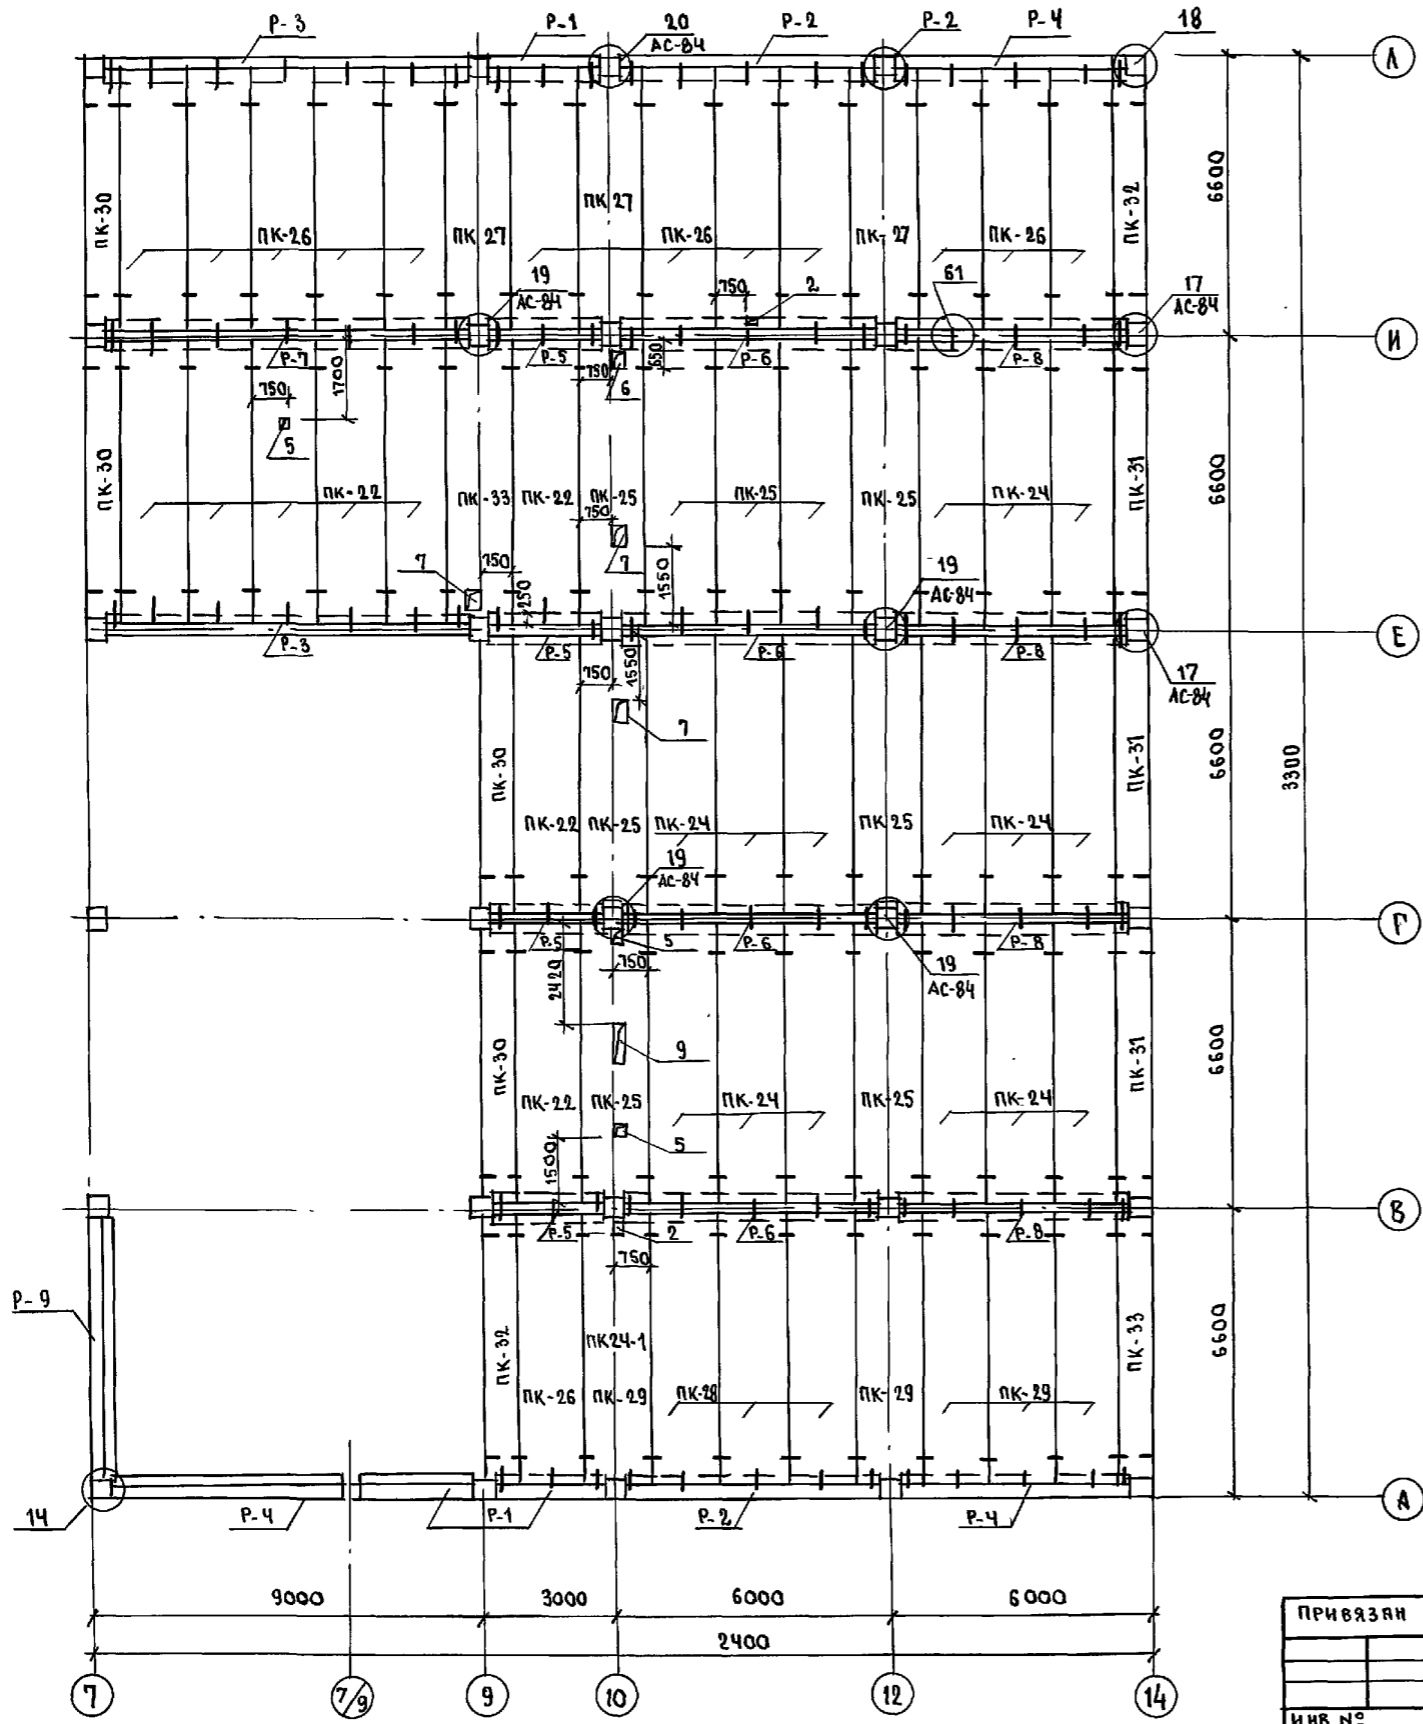 Р-3 Р-1 20 Р-2 Р-2 Р-4 18
АС-84
Л
6600
ПК-30 ПК 27 ПК-32
ПК-26 ПК 27 ПК-26 ПК-27 ПК-26
19 750 2 61 17
АС-84 АС-84
И
Р-7 Р-5 Р-6 Р-8
750 650
1700 750 6
5
ПК-30 ПК-22 ПК-33 ПК-22 ПК-25 ПК-25 ПК-25 ПК-24 ПК-31 6600
750
7 750 7 1550 19
250 АС-84
Е
Р-3 Р-5 Р-6 Р-8
750 1550 17
АС-84
7
ПК-30 ПК-31 6600 3300
ПК-22 ПК-25 ПК-24 ПК 25 ПК-24
19
АС-84
Г
Р-5 5 Р-6 Р-8
750 19
2420 АС-84
9
ПК-30 ПК-31 6600
ПК-22 ПК-25 ПК-24 ПК-25 ПК-24
5
1500
В
Р-5 2 Р-6 Р-8
750
Р-9
ПК-32 ПК24-1 ПК-33 6600
ПК-26 ПК-29 ПК-28 ПК-29 ПК-29
А
14 Р-4 Р-1 Р-2 Р-4
9000 3000 6000 6000
2400
7 7/9 9 10 12 14
ПРИВЯЗАН
ИНВ №